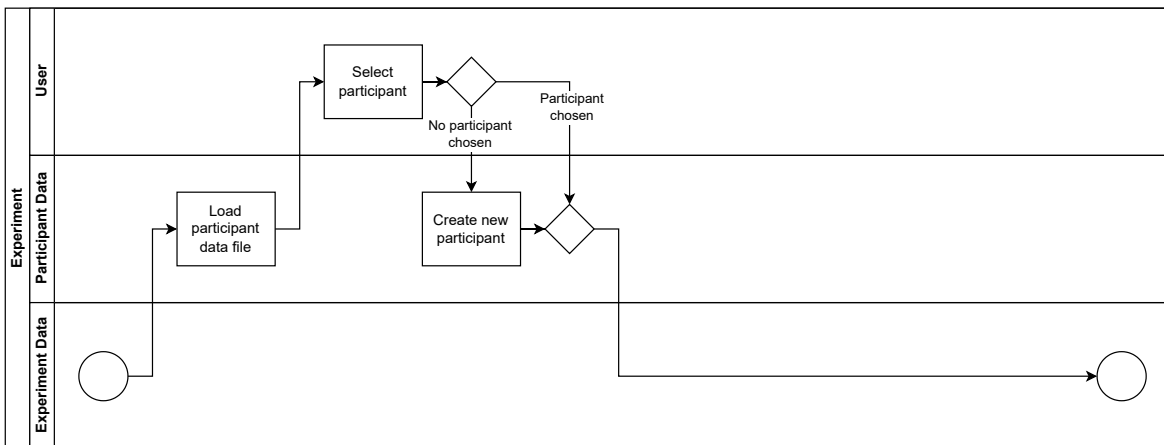 Experiment
User
Participant Data
Experiment Data
Select
participant
No participant
chosen
Participant
chosen
Load
participant
data file
Create new
participant